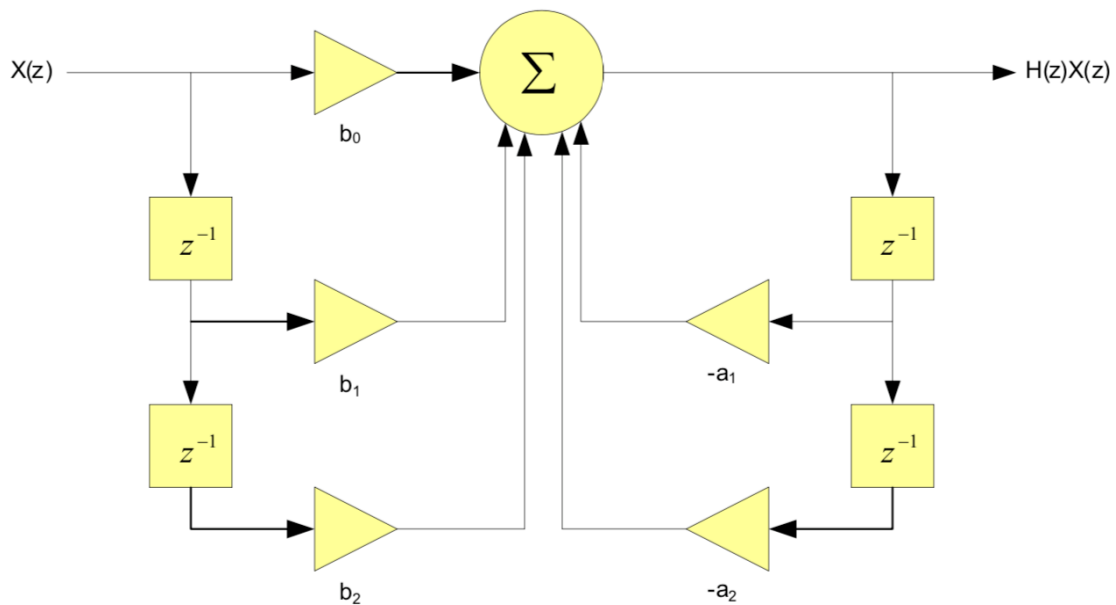 X(z)
Σ
H(z)X(z)
b₀
z⁻¹
z⁻¹
b₁
-a₁
z⁻¹
z⁻¹
b₂
-a₂